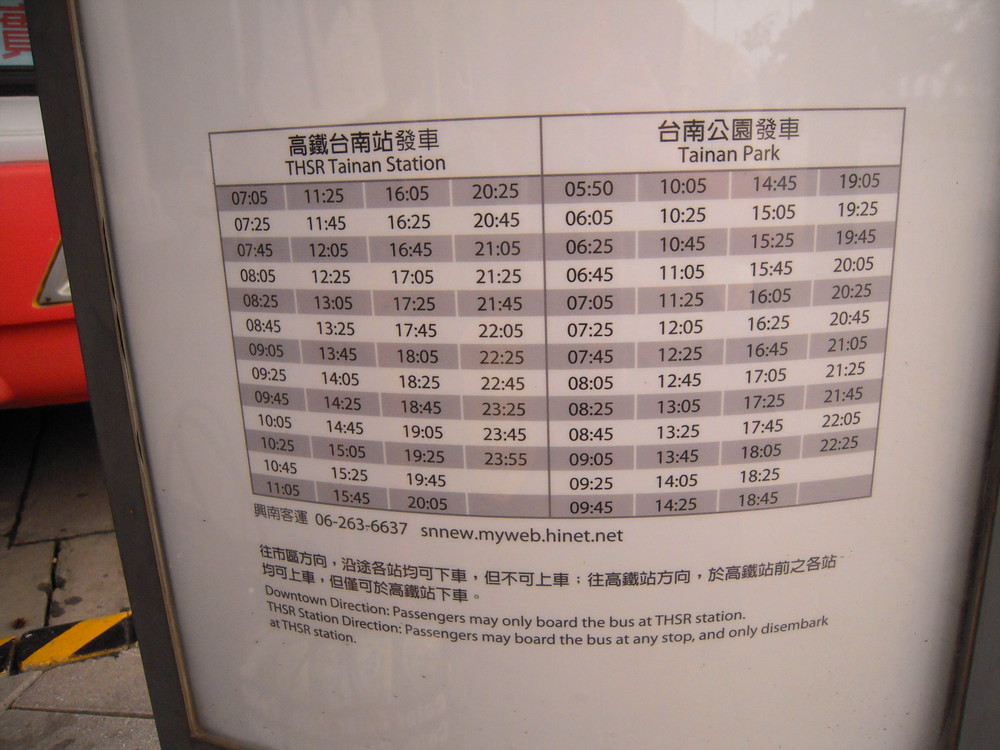 賣
高鐵台南站發車 台南公園發車
THSR Tainan Station Tainan Park
07:05 11:25 16:05 20:25 05:50 10:05 14:45 19:05
07:25 11:45 16:25 20:45 06:05 10:25 15:05 19:25
07:45 12:05 16:45 21:05 06:25 10:45 15:25 19:45
08:05 12:25 17:05 21:25 06:45 11:05 15:45 20:05
08:25 13:05 17:25 21:45 07:05 11:25 16:05 20:25
08:45 13:25 17:45 22:05 07:25 12:05 16:25 20:45
09:05 13:45 18:05 22:25 07:45 12:25 16:45 21:05
09:25 14:05 18:25 22:45 08:05 12:45 17:05 21:25
09:45 14:25 18:45 23:25 08:25 13:05 17:25 21:45
10:05 14:45 19:05 23:45 08:45 13:25 17:45 22:05
10:25 15:05 19:25 23:55 09:05 13:45 18:05 22:25
10:45 15:25 19:45 09:25 14:05 18:25
11:05 15:45 20:05 09:45 14:25 18:45
興南客運 06-263-6637 snnew.myweb.hinet.net
往市區方向，沿途各站均可下車，但不可上車；往高鐵站方向，於高鐵站前之各站
均可上車，但僅可於高鐵站下車。
Downtown Direction: Passengers may only board the bus at THSR station.
THSR Station Direction: Passengers may board the bus at any stop, and only disembark
at THSR station.